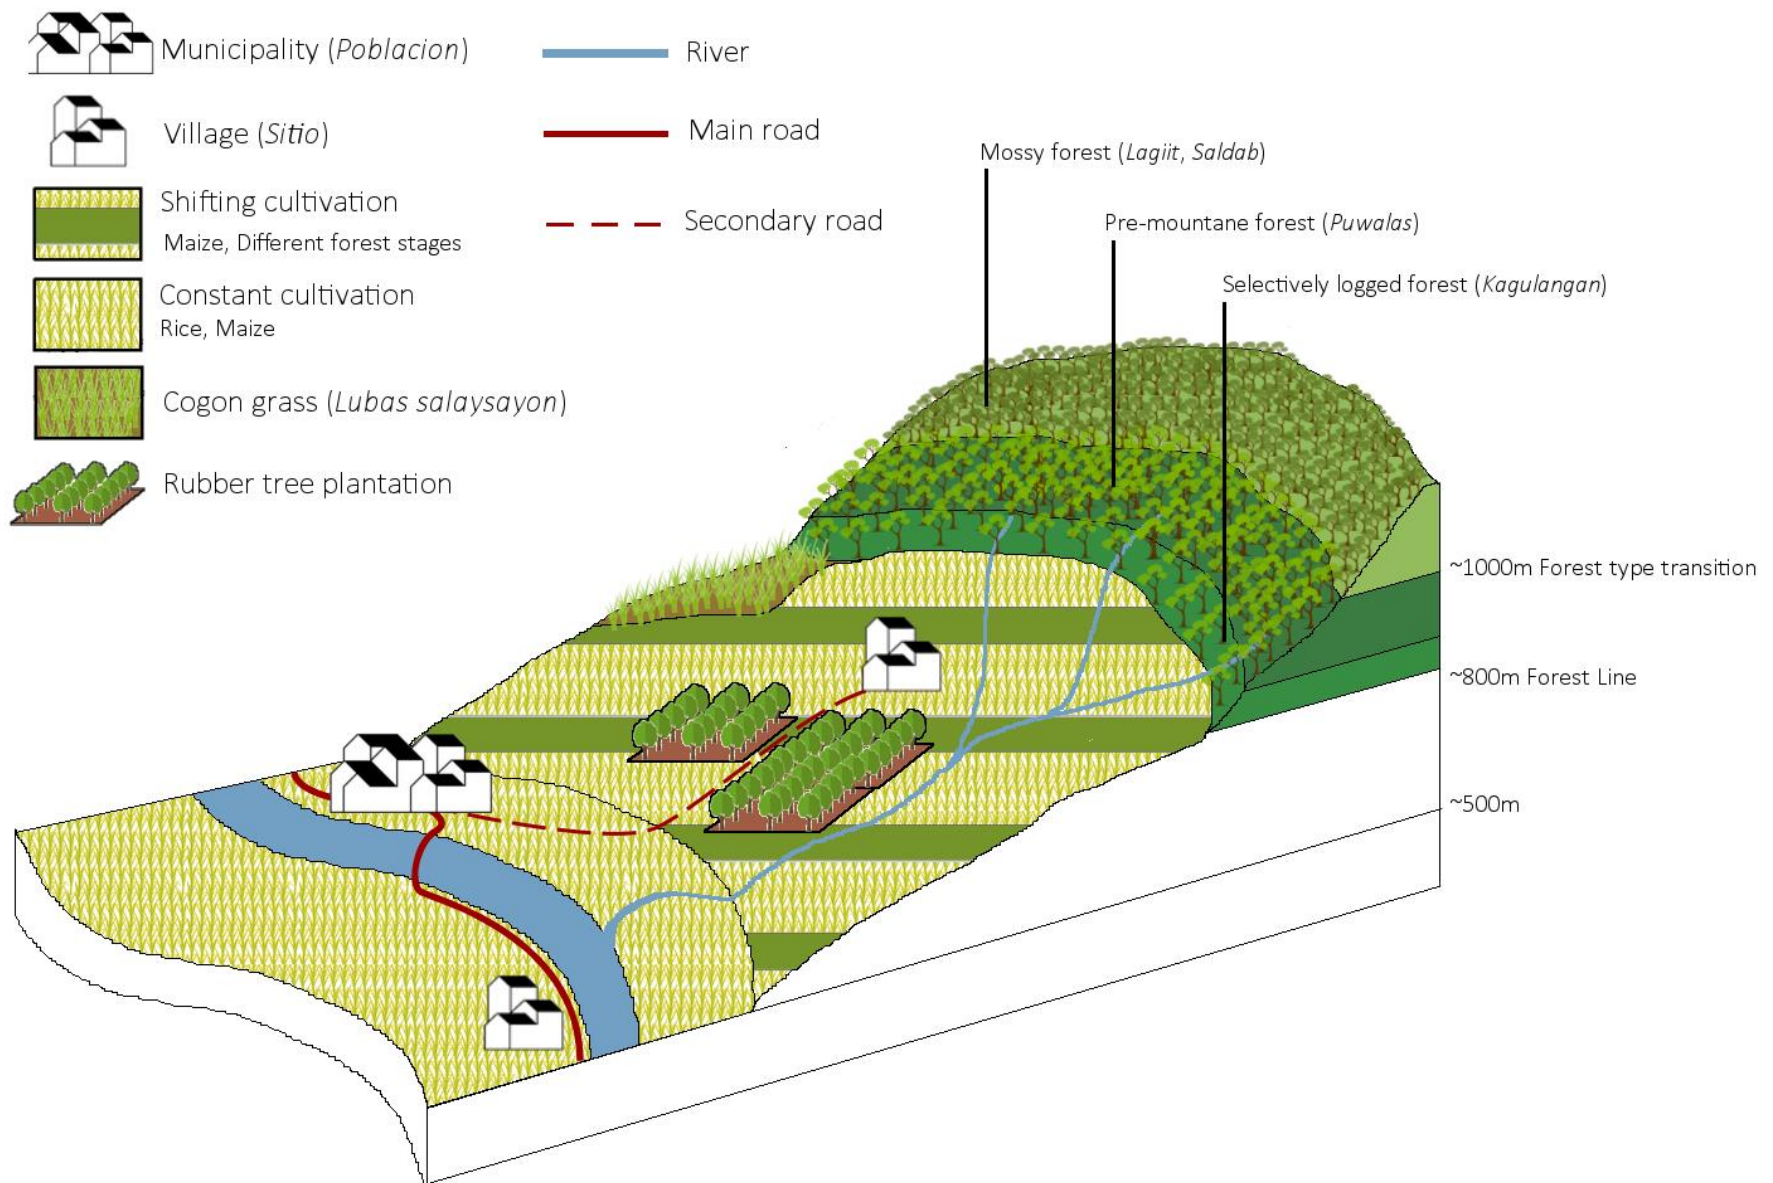 Municipality (Poblacion)
Village (Sitio)
Shifting cultivation
Maize, Different forest stages
Constant cultivation
Rice, Maize
Cogon grass (Lubas salaysayon)
Rubber tree plantation
River
Main road
Secondary road
Mossy forest (Lagiit, Saldab)
Pre-mountane forest (Puwalas)
Selectively logged forest (Kagulangan)
~1000m Forest type transition
~800m Forest Line
~500m